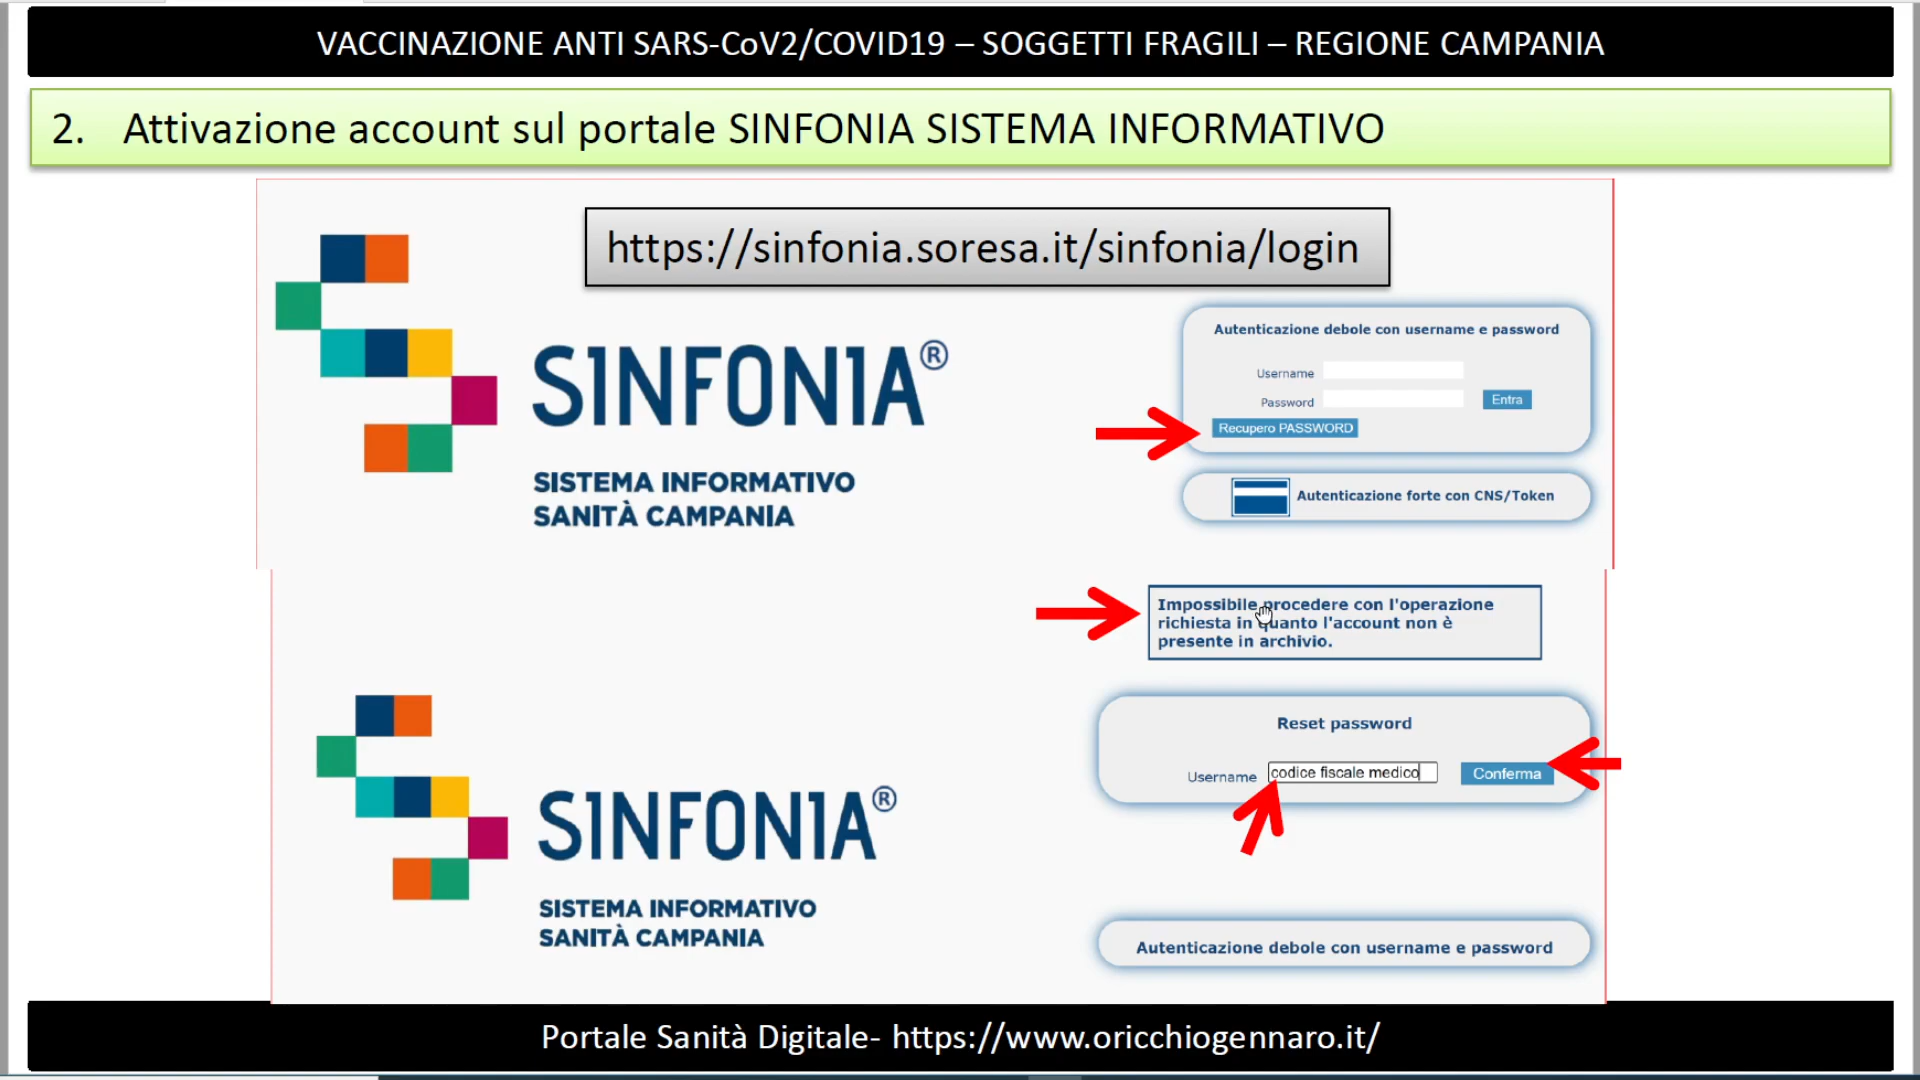 VACCINAZIONE ANTI SARS-CoV2/COVID19 – SOGGETTI FRAGILI – REGIONE CAMPANIA
2. Attivazione account sul portale SINFONIA SISTEMA INFORMATIVO
https://sinfonia.soresa.it/sinfonia/login
SINFONIA®
SISTEMA INFORMATIVO
SANITÀ CAMPANIA
Autenticazione debole con username e password
Username
Password
Entra
Recupero PASSWORD
Autenticazione forte con CNS/Token
Impossibile procedere con l'operazione
richiesta in quanto l'account non è
presente in archivio.
Reset password
Username codice fiscale medico Conferma
SINFONIA®
SISTEMA INFORMATIVO
SANITÀ CAMPANIA
Autenticazione debole con username e password
Portale Sanità Digitale- https://www.oricchiogennaro.it/